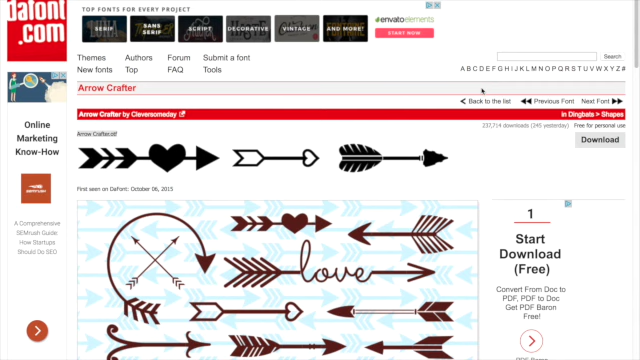 dafont
.com
TOP FONTS FOR EVERY PROJECT
SERIF
SANS SERIF
SCRIPT
DECORATIVE
VINTAGE
AND MORE!
envatoelements
START NOW
Themes Authors Forum Submit a font
New fonts Top FAQ Tools
Search
A B C D E F G H I J K L M N O P Q R S T U V W X Y Z #
Arrow Crafter
Back to the list Previous Font Next Font
Arrow Crafter by Cleversomeday in Dingbats > Shapes
237,714 downloads (245 yesterday) Free for personal use
Arrow Crafter.otf
Download
First seen on DaFont: October 06, 2015
love
Online
Marketing
Know-How
SEMRUSH
A Comprehensive
SEMrush Guide
How Startups
Should Do SEO
1
Start
Download
(Free)
Convert From Doc to
PDF, PDF to Doc
Get PDF Baron
Free!
PDF Baron